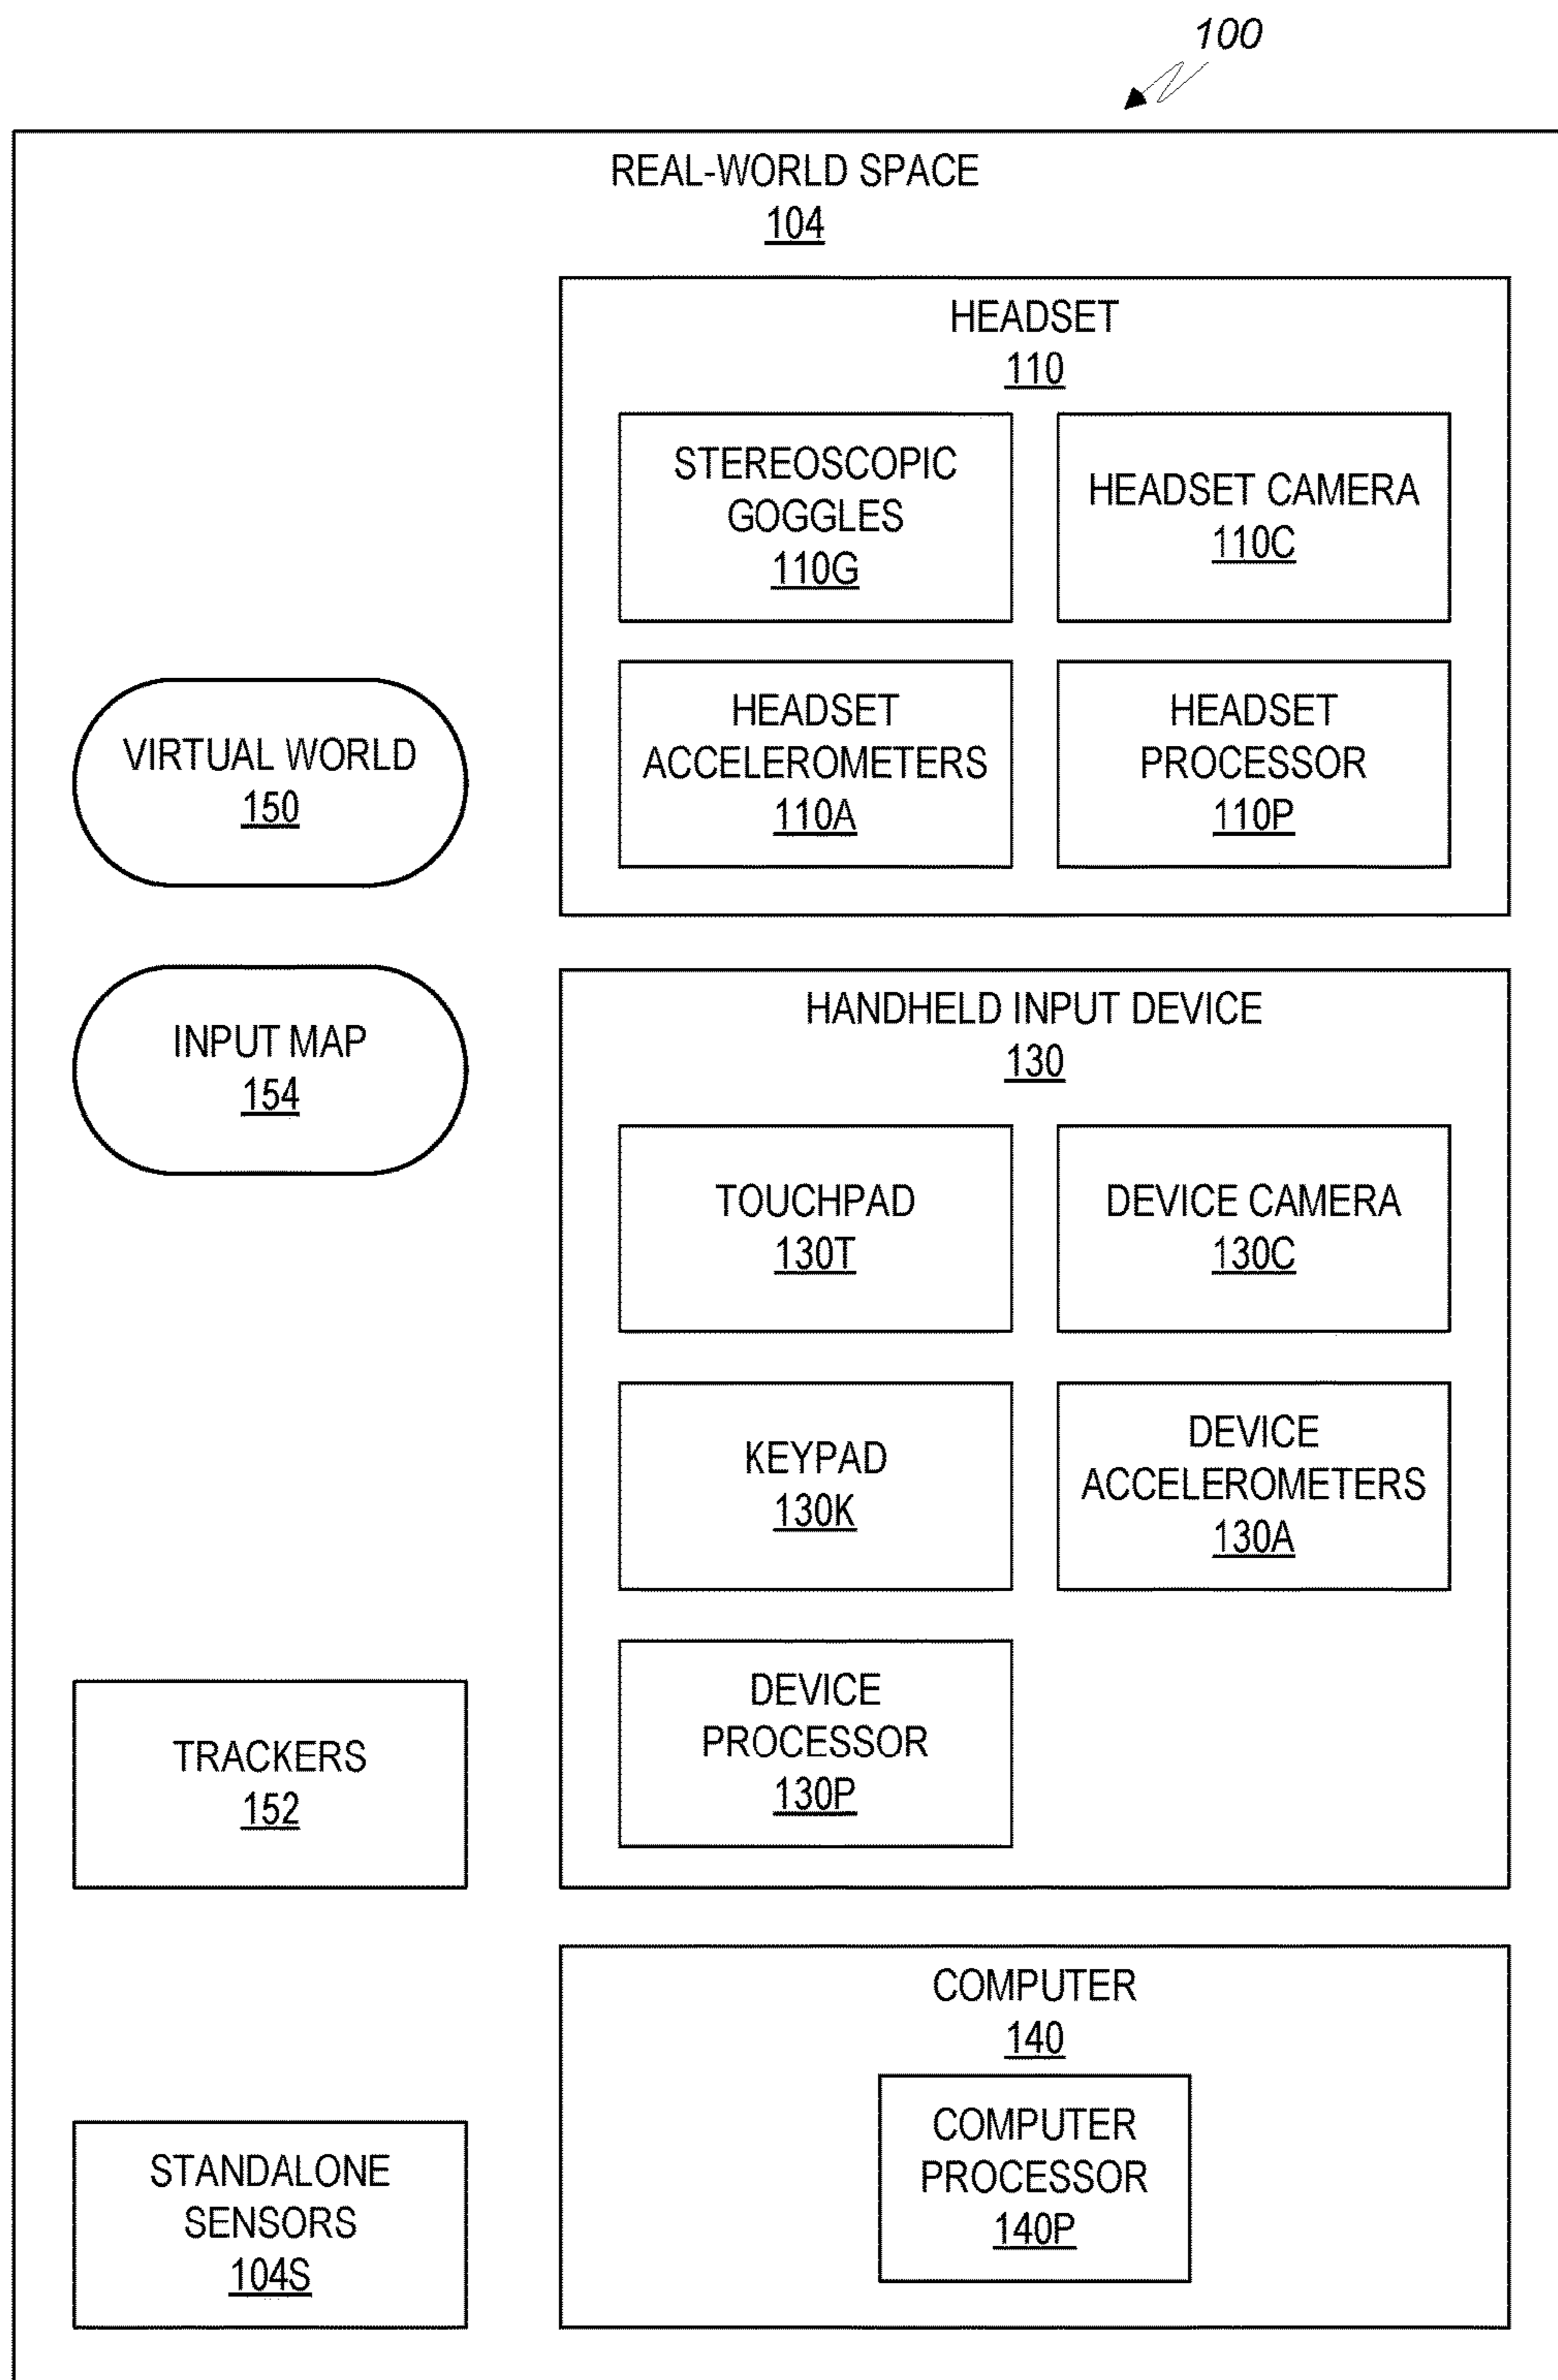 100
REAL-WORLD SPACE
104
HEADSET
110
STEREOSCOPIC
GOGGLES
110G
HEADSET CAMERA
110C
HEADSET
ACCELEROMETERS
110A
HEADSET
PROCESSOR
110P
VIRTUAL WORLD
150
INPUT MAP
154
HANDHELD INPUT DEVICE
130
TOUCHPAD
130T
DEVICE CAMERA
130C
KEYPAD
130K
DEVICE
ACCELEROMETERS
130A
DEVICE
PROCESSOR
130P
TRACKERS
152
COMPUTER
140
COMPUTER
PROCESSOR
140P
STANDALONE
SENSORS
104S